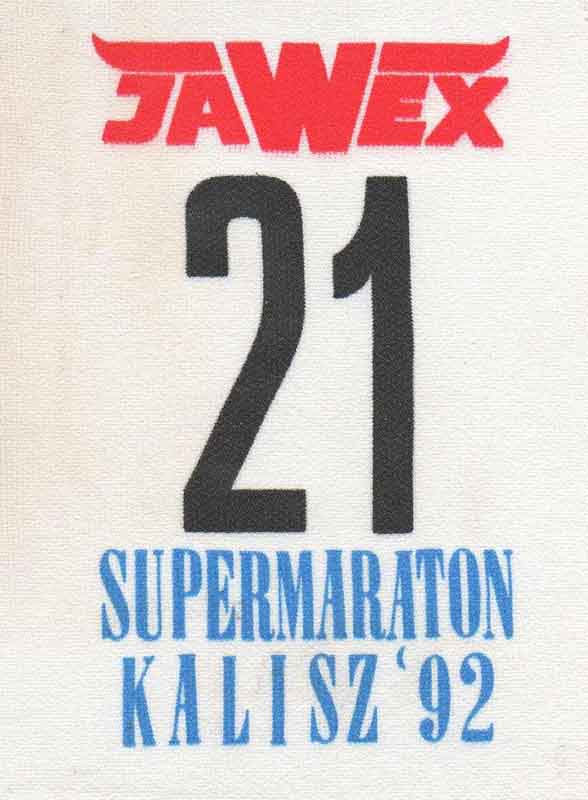 JAWEX
21
SUPERMARATON
KALISZ '92